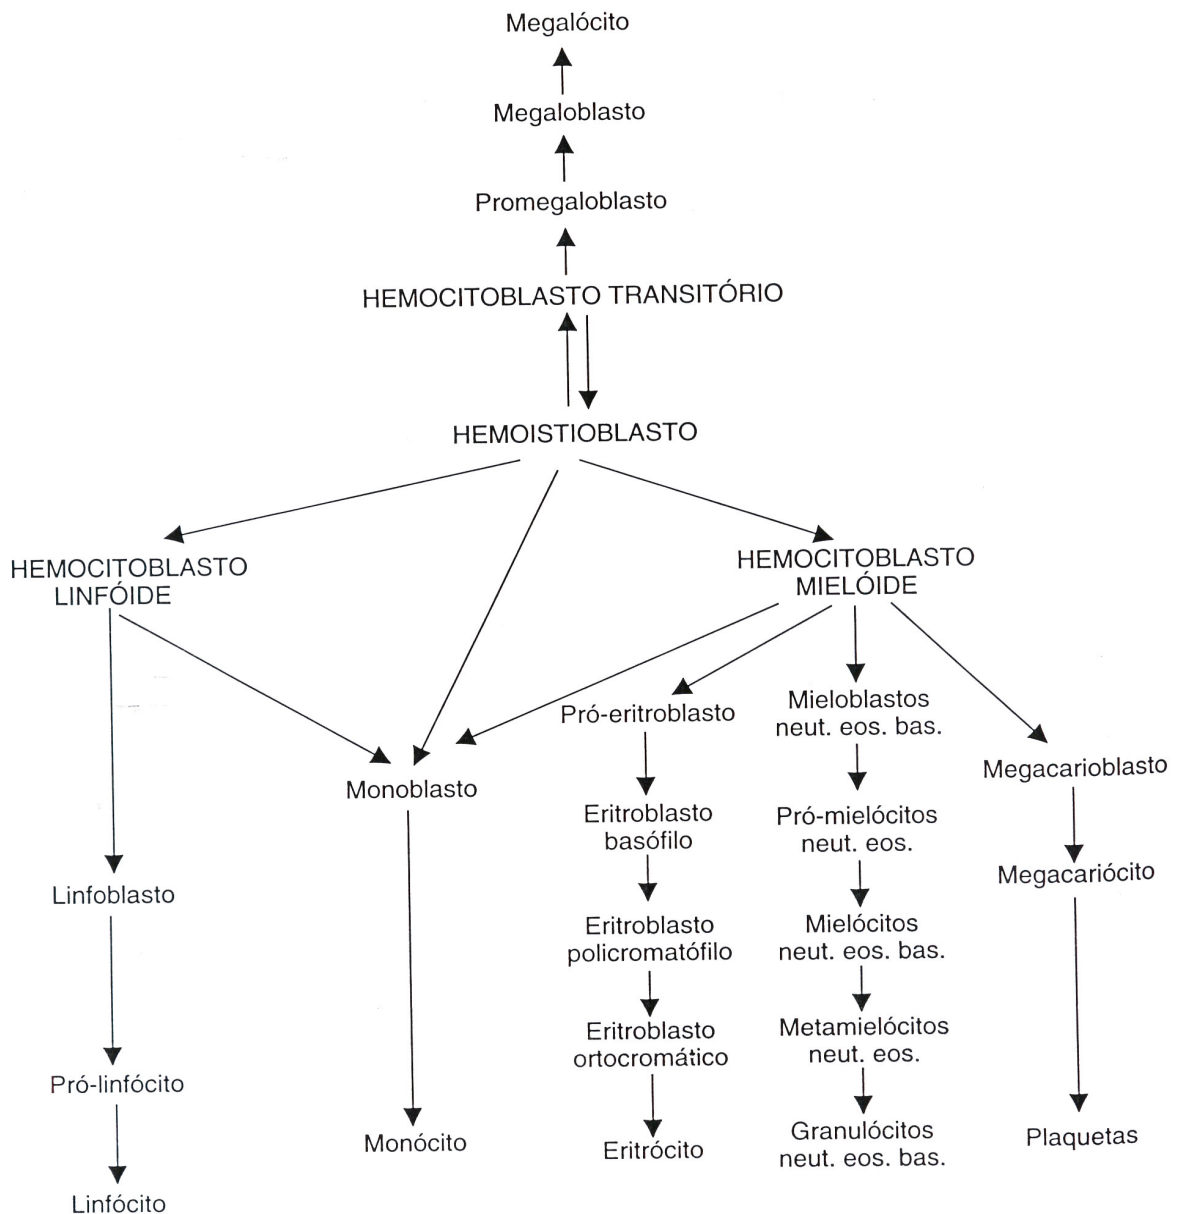 Megalócito
Megaloblasto
Promegaloblasto
HEMOCITOBLASTO TRANSITÓRIO
HEMOISTIOBLASTO
HEMOCITOBLASTO
LINFÓIDE
HEMOCITOBLASTO
MIELÓIDE
Monoblasto
Pró-eritroblasto
Mieloblastos
neut. eos. bas.
Megacarioblasto
Eritroblasto
basófilo
Pró-mielócitos
neut. eos.
Megacariócito
Linfoblasto
Eritroblasto
policromatófilo
Mielócitos
neut. eos. bas.
Eritroblasto
ortocromático
Metamielócitos
neut. eos.
Pró-linfócito
Monócito
Eritrócito
Granulócitos
neut. eos. bas.
Plaquetas
Linfócito